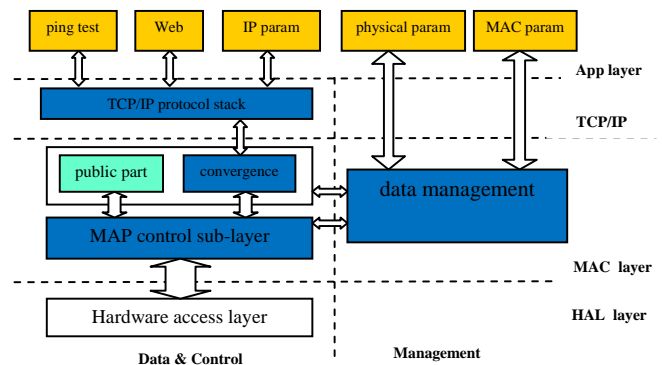 ping test
Web
IP param
physical param
MAC param
App layer
TCP/IP protocol stack
TCP/IP
public part
convergence
data management
MAP control sub-layer
MAC layer
Hardware access layer
HAL layer
Data & Control
Management